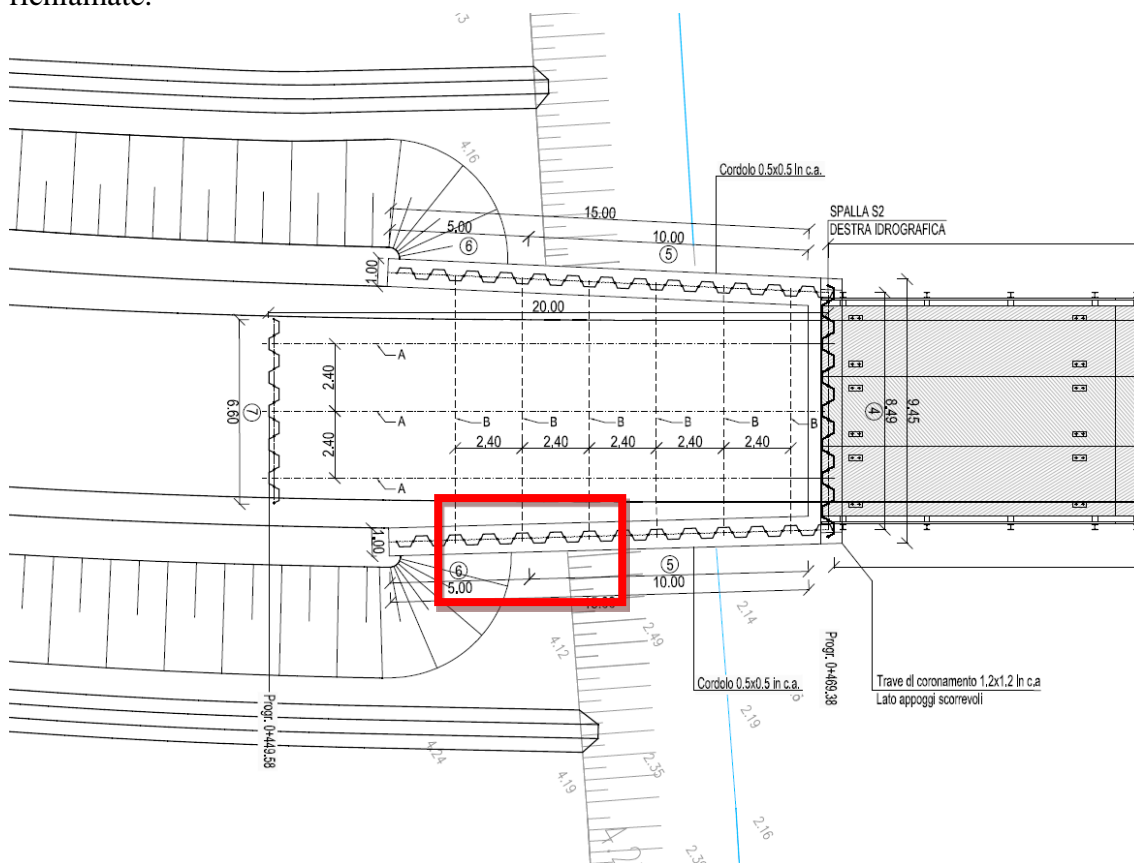 richiamate.
13
4.16
Cordolo 0.5x0.5 in c.a.
SPALLA S2
DESTRA IDROGRAFICA
15.00
5.00
10.00
6
5
1.00
20.00
A
2.40
6.60
7
A
B
B
B
B
B
B
2.40
2,40
2,40
2,40
2,40
2,40
4
8.49
9.45
A
1.00
6
5.00
5
10.00
2.14
2.49
4.12
Cordolo 0.5x0.5 in c.a.
Progr. 0+469.38
Trave di coronamento 1,2x1.2 in c.a
Lato appoggi scorrevoli
Progr. 0+449.58
4.24
4.19
2.35
2.19
2.16